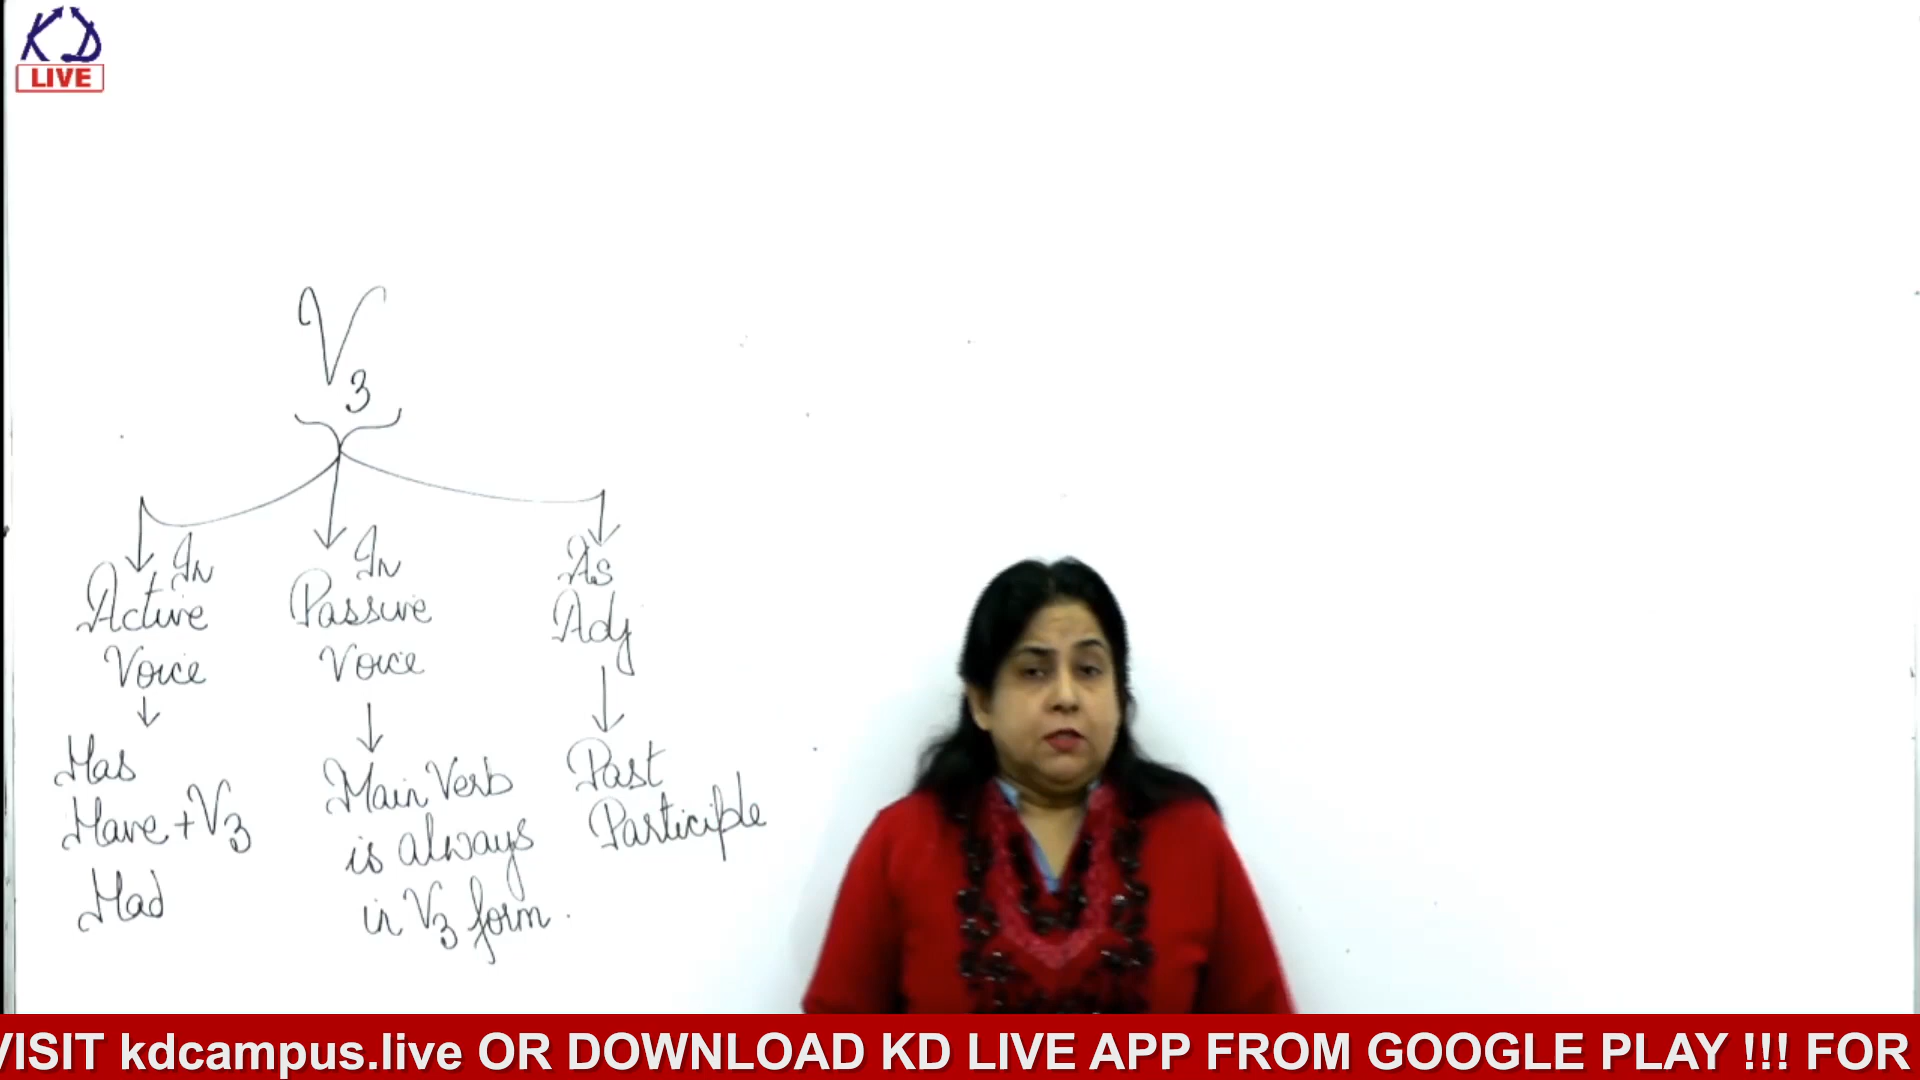 KD
LIVE
V3
In
Active
Voice
Has
Have + V3
Had
In
Passive
Voice
Main Verb
is always
in V3 form.
As
Adj
Past
Participle
VISIT kdcampus.live OR DOWNLOAD KD LIVE APP FROM GOOGLE PLAY !!! FOR